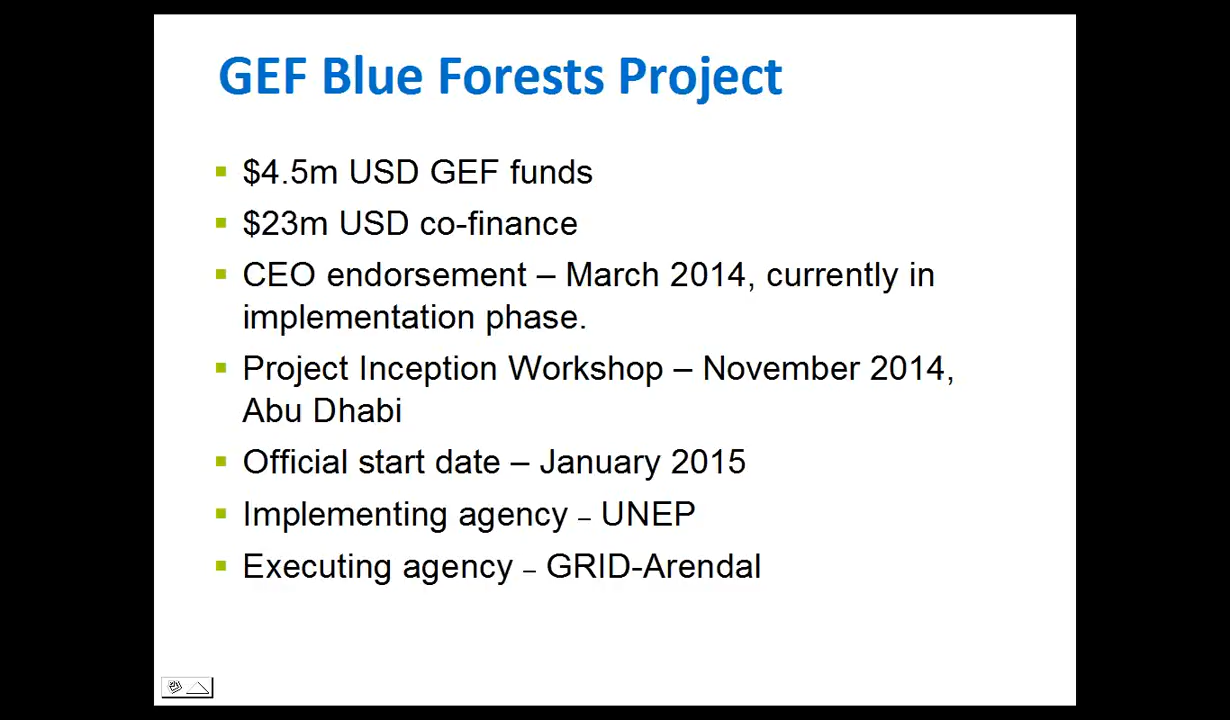 GEF Blue Forests Project
$4.5m USD GEF funds
$23m USD co-finance
CEO endorsement – March 2014, currently in
implementation phase.
Project Inception Workshop – November 2014,
Abu Dhabi
Official start date – January 2015
Implementing agency – UNEP
Executing agency – GRID-Arendal